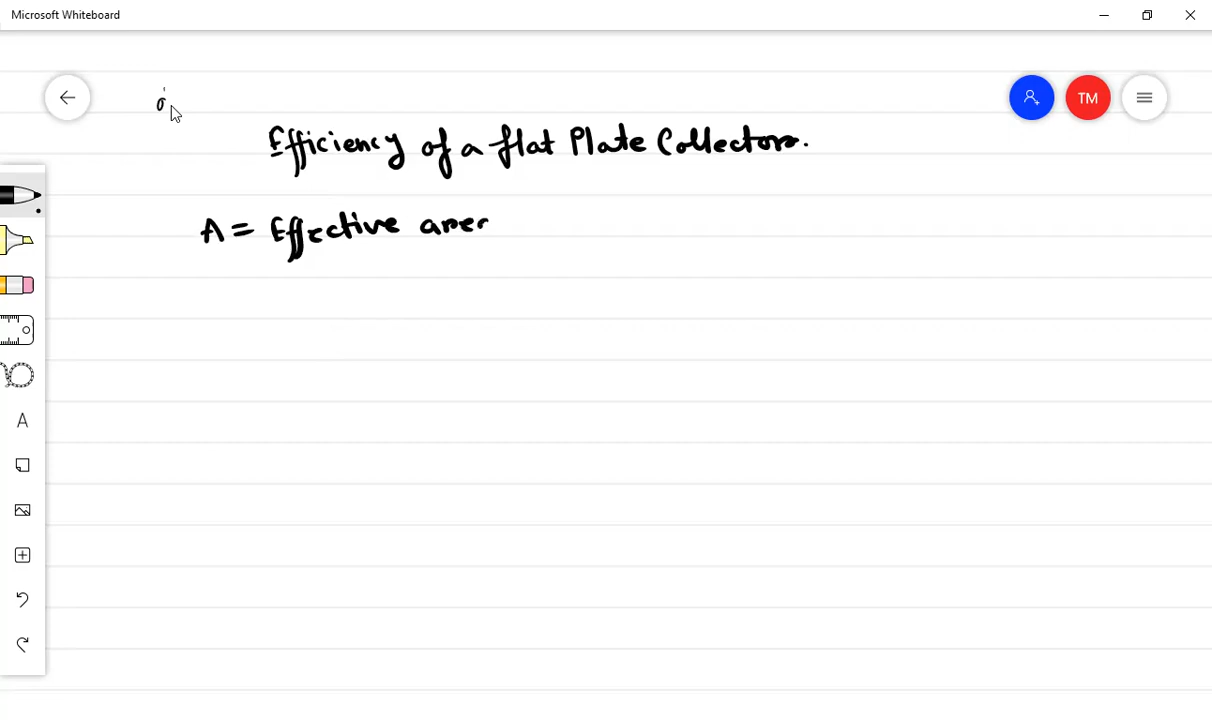 Microsoft Whiteboard
TM
Efficiency of a flat Plate Collectors.
A = Effective arer
A